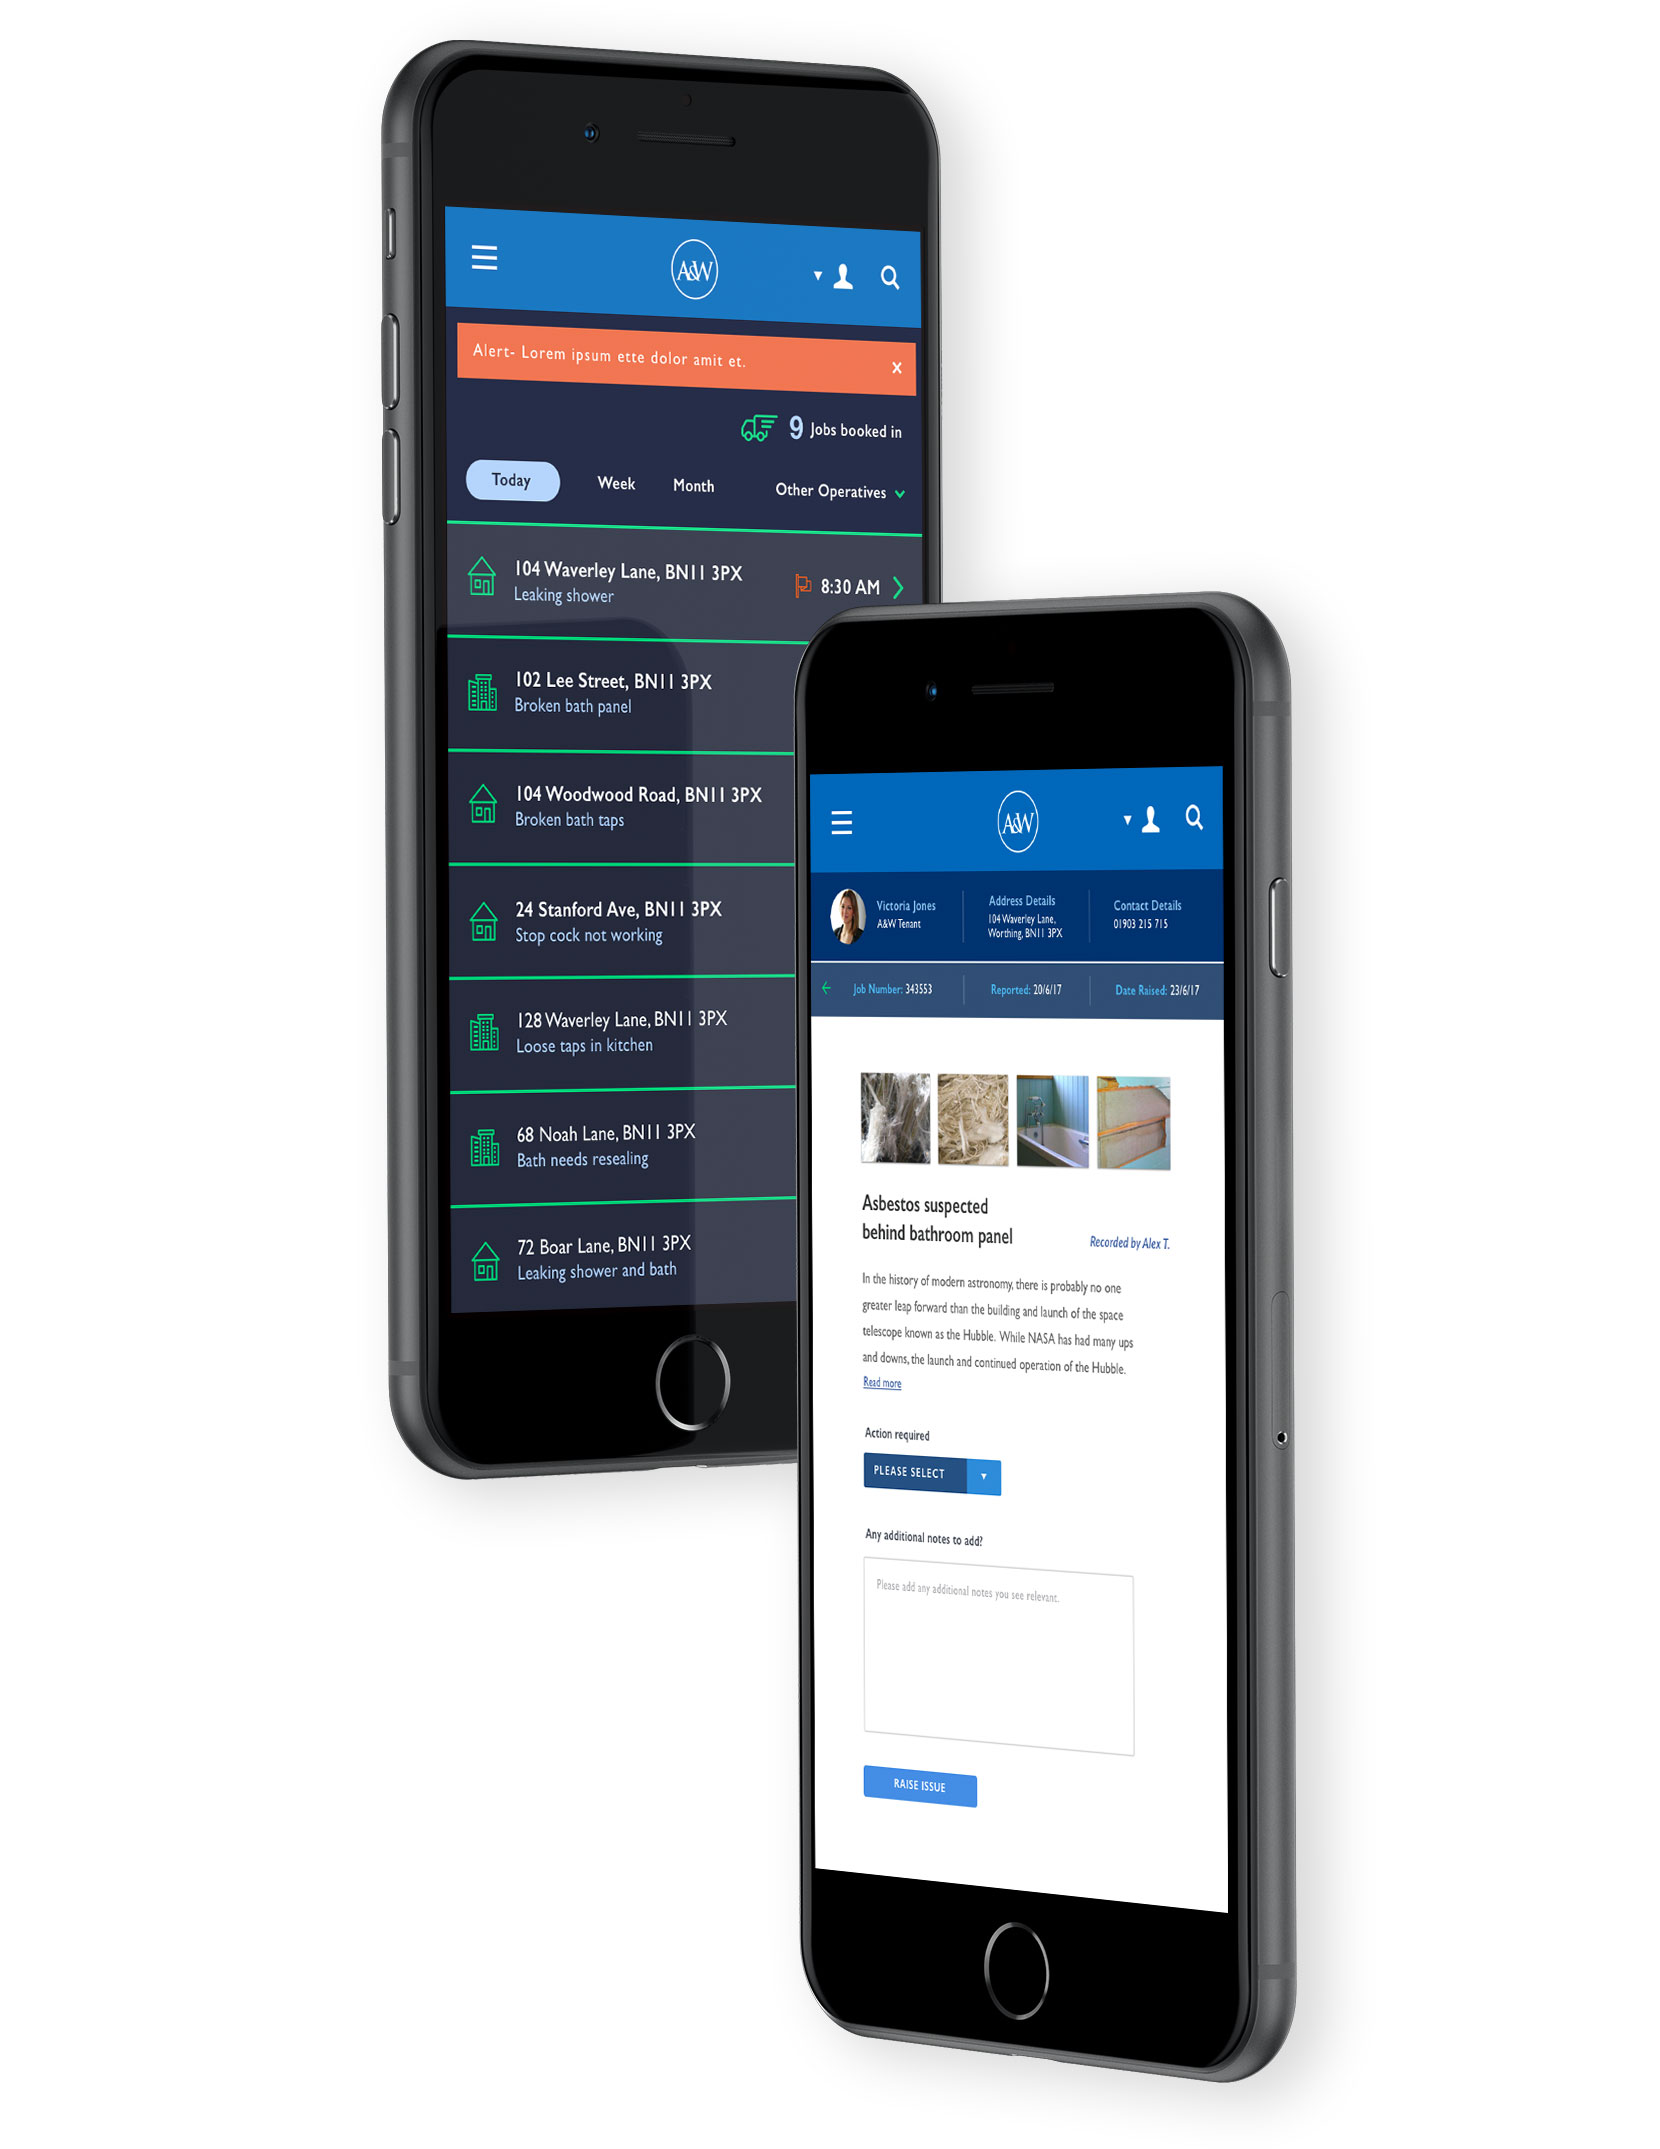 A&W
Alert- Lorem ipsum ette dolor amit et.
x
9 Jobs booked in
Today Week Month Other Operatives
104 Waverley Lane, BN11 3PX
Leaking shower
8:30 AM
102 Lee Street, BN11 3PX
Broken bath panel
104 Woodwood Road, BN11 3PX
Broken bath taps
24 Stanford Ave, BN11 3PX
Stop cock not working
128 Waverley Lane, BN11 3PX
Loose taps in kitchen
68 Noah Lane, BN11 3PX
Bath needs resealing
72 Boar Lane, BN11 3PX
Leaking shower and bath
A&W
Victoria Jones
A&W Tenant
Address Details
104 Waverley Lane,
Worthing, BN11 3PX
Contact Details
01903 215 715
Job Number: 343553
Reported: 20/6/17
Date Raised: 23/6/17
Asbestos suspected
behind bathroom panel
Recorded by Alex T.
In the history of modern astronomy, there is probably no one
greater leap forward than the building and launch of the space
telescope known as the Hubble. While NASA has had many ups
and downs, the launch and continued operation of the Hubble.
Read more
Action required
PLEASE SELECT
Any additional notes to add?
Please add any additional notes you see relevant.
RAISE ISSUE